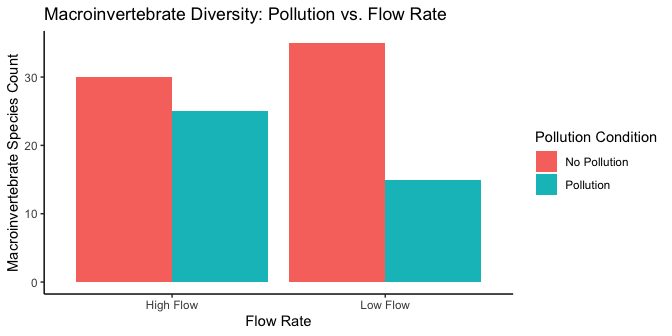 Macroinvertebrate Diversity: Pollution vs. Flow Rate
Macroinvertebrate Species Count
30
20
10
0
High Flow
Low Flow
Flow Rate
Pollution Condition
No Pollution
Pollution